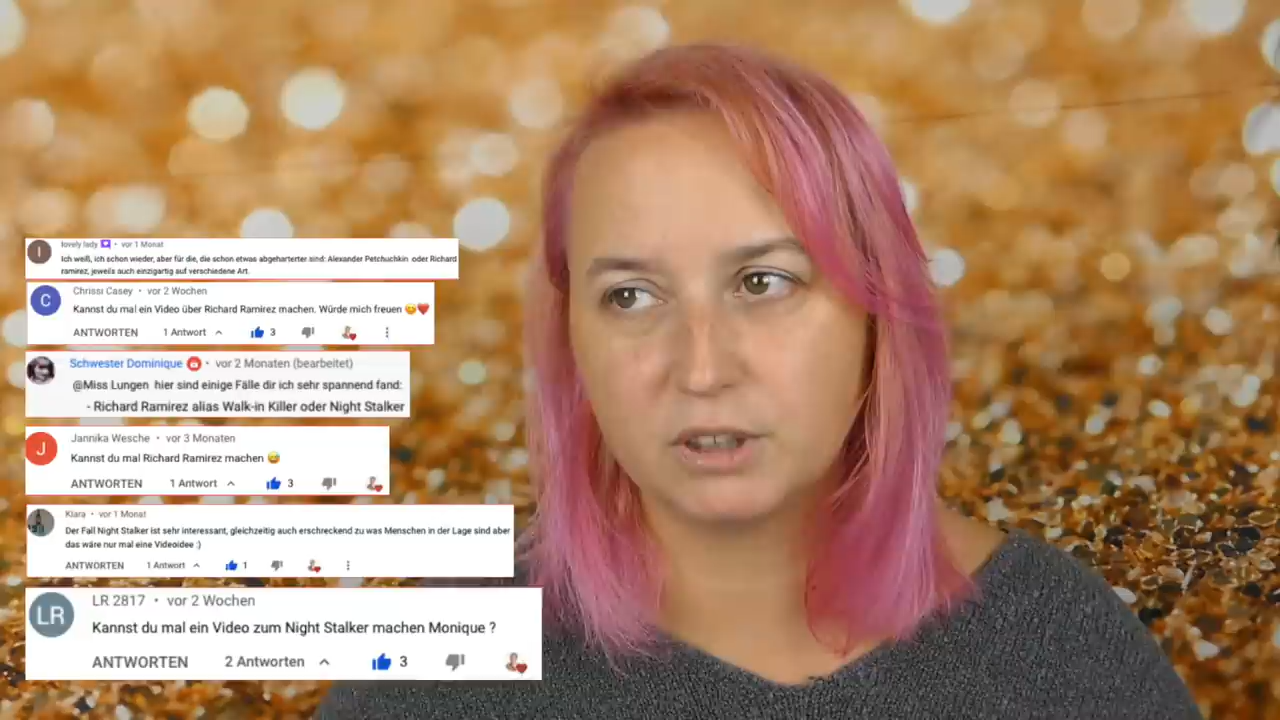 lovely lady • vor 1 Monat
Ich weiß, ich schon wieder, aber für die, die schon etwas abgeharterter sind: Alexander Petchuchkin oder Richard
ramirez, jeweils auch einzigartig auf verschiedene Art.
C
Chrissi Casey • vor 2 Wochen
Kannst du mal ein Video über Richard Ramirez machen. Würde mich freuen 😊❤️
ANTWORTEN 1 Antwort 3
Schwester Dominique • vor 2 Monaten (bearbeitet)
@Miss Lungen hier sind einige Fälle dir ich sehr spannend fand:
- Richard Ramirez alias Walk-in Killer oder Night Stalker
J
Jannika Wesche • vor 3 Monaten
Kannst du mal Richard Ramirez machen 😅
ANTWORTEN 1 Antwort 3
Kiara • vor 1 Monat
Der Fall Night Stalker ist sehr interessant, gleichzeitig auch erschreckend zu was Menschen in der Lage sind aber
das wäre nur mal eine Videoidee :)
ANTWORTEN 1 Antwort 1
LR
LR 2817 • vor 2 Wochen
Kannst du mal ein Video zum Night Stalker machen Monique ?
ANTWORTEN 2 Antworten 3